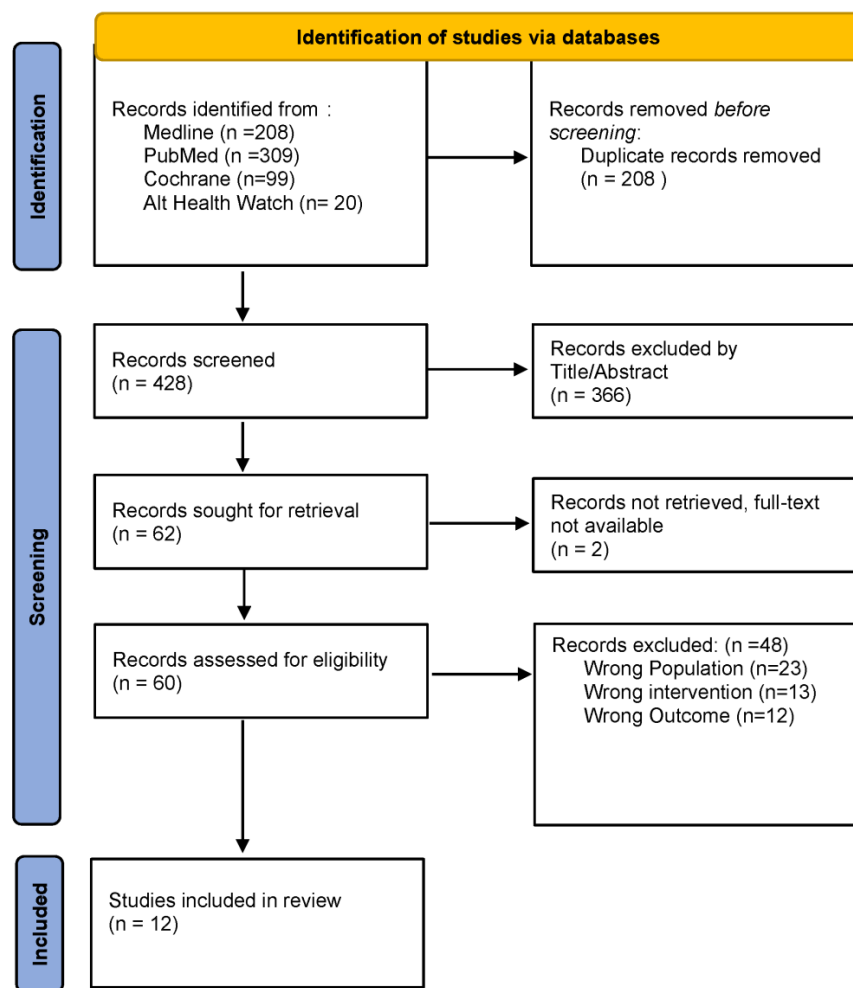 Identification of studies via databases
Identification
Records identified from :
Medline (n =208)
PubMed (n =309)
Cochrane (n=99)
Alt Health Watch (n= 20)
Records removed before
screening:
Duplicate records removed
(n = 208 )
Screening
Records screened
(n = 428)
Records excluded by
Title/Abstract
(n = 366)
Records sought for retrieval
(n = 62)
Records not retrieved, full-text
not available
(n = 2)
Records assessed for eligibility
(n = 60)
Records excluded: (n =48)
Wrong Population (n=23)
Wrong intervention (n=13)
Wrong Outcome (n=12)
Included
Studies included in review
(n = 12)